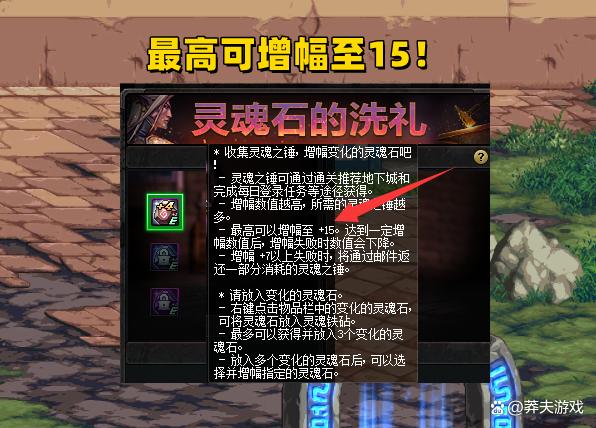 最高可增幅至15！
灵魂石的洗礼
* 收集灵魂之锤，增幅变化的灵魂石吧
!
- 灵魂之锤可通过通关推荐地下城和
完成每日登录任务等途径获得。
- 增幅数值越高，所需的灵魂之锤越
多。
- 最高可以增幅至 +15。达到一定增
幅数值后，增幅失败时数值会下降。
- 增幅 +7以上失败时，将通过邮件返
还一部分消耗的灵魂之锤。
* 请放入变化的灵魂石。
- 右键点击物品栏中的变化的灵魂石，
可将灵魂石放入灵魂铁砧。
- 最多可以获得并放入3个变化的灵
魂石。
- 放入多个变化的灵魂石后，可以选
择并增幅指定的灵魂石。
?
E
E
E
@莽夫游戏